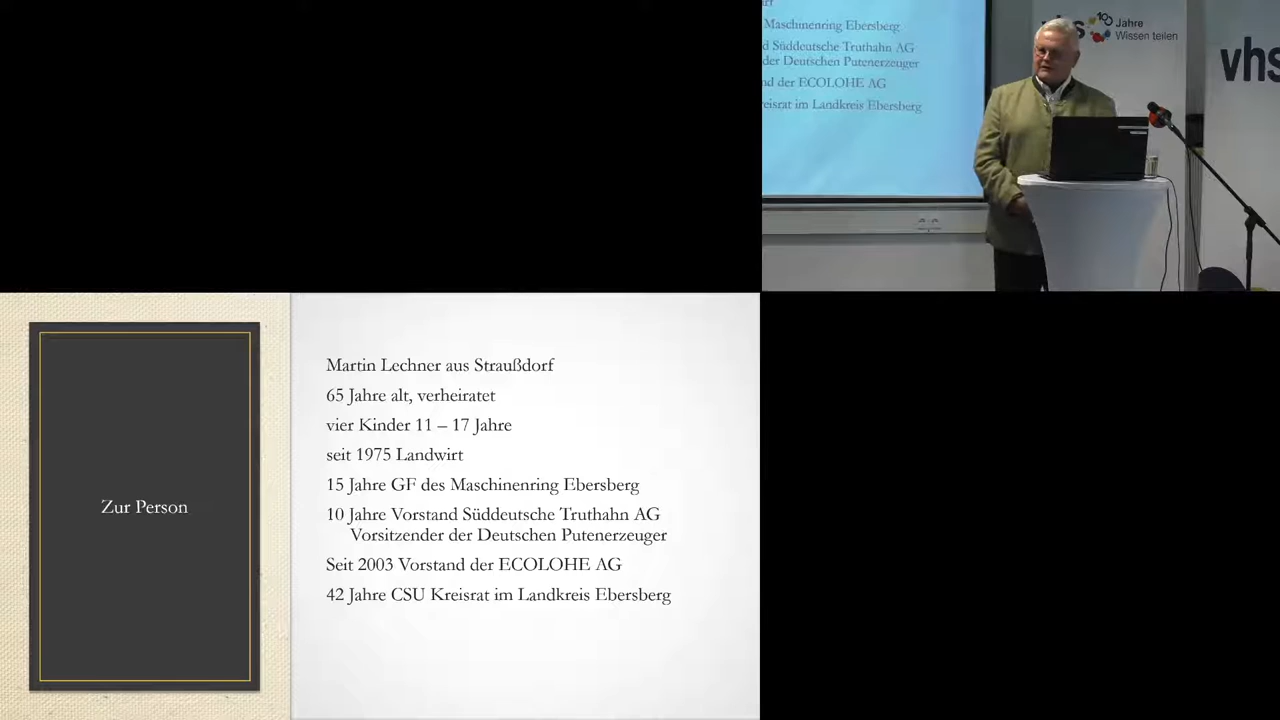 Maschinenring Ebersberg
Süddeutsche Truthahn AG
der Deutschen Putenerzeuger
der ECOLOHE AG
im Landkreis Ebersberg
100 Jahre
Wissen teilen
vhs
Zur Person
Martin Lechner aus Straußdorf
65 Jahre alt, verheiratet
vier Kinder 11 – 17 Jahre
seit 1975 Landwirt
15 Jahre GF des Maschinenring Ebersberg
10 Jahre Vorstand Süddeutsche Truthahn AG
Vorsitzender der Deutschen Putenerzeuger
Seit 2003 Vorstand der ECOLOHE AG
42 Jahre CSU Kreisrat im Landkreis Ebersberg